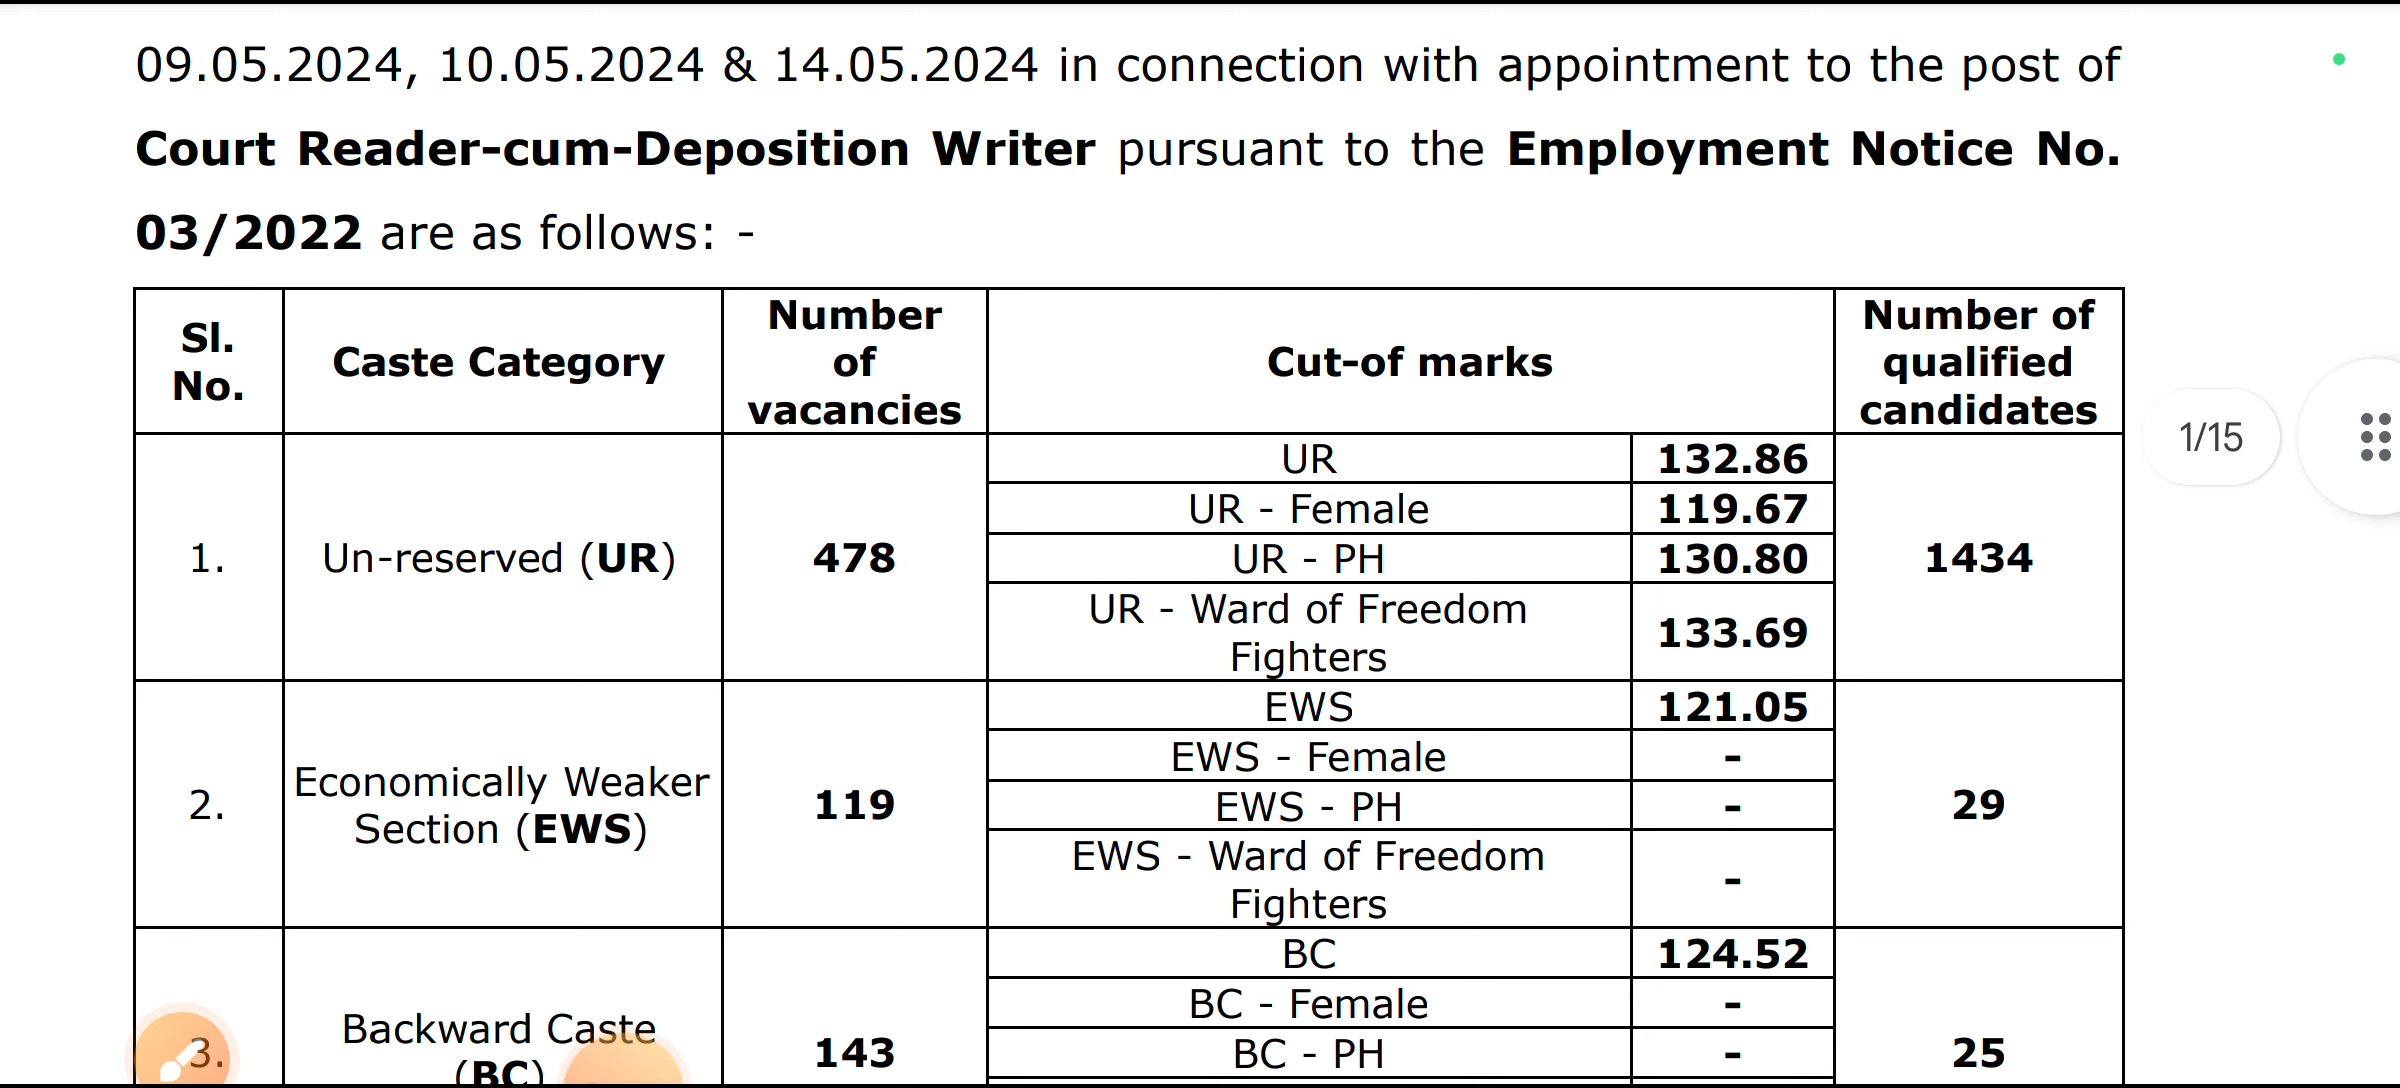 09.05.2024, 10.05.2024 & 14.05.2024 in connection with appointment to the post of
Court Reader-cum-Deposition Writer pursuant to the Employment Notice No.
03/2022 are as follows: -
Sl. No. Caste Category Number of vacancies Cut-of marks Number of qualified candidates
1. Un-reserved (UR) 478 UR 132.86 1434
UR - Female 119.67
UR - PH 130.80
UR - Ward of Freedom Fighters 133.69
2. Economically Weaker Section (EWS) 119 EWS 121.05 29
EWS - Female -
EWS - PH -
EWS - Ward of Freedom Fighters -
3. Backward Caste (BC) 143 BC 124.52 25
BC - Female -
BC - PH -
1/15